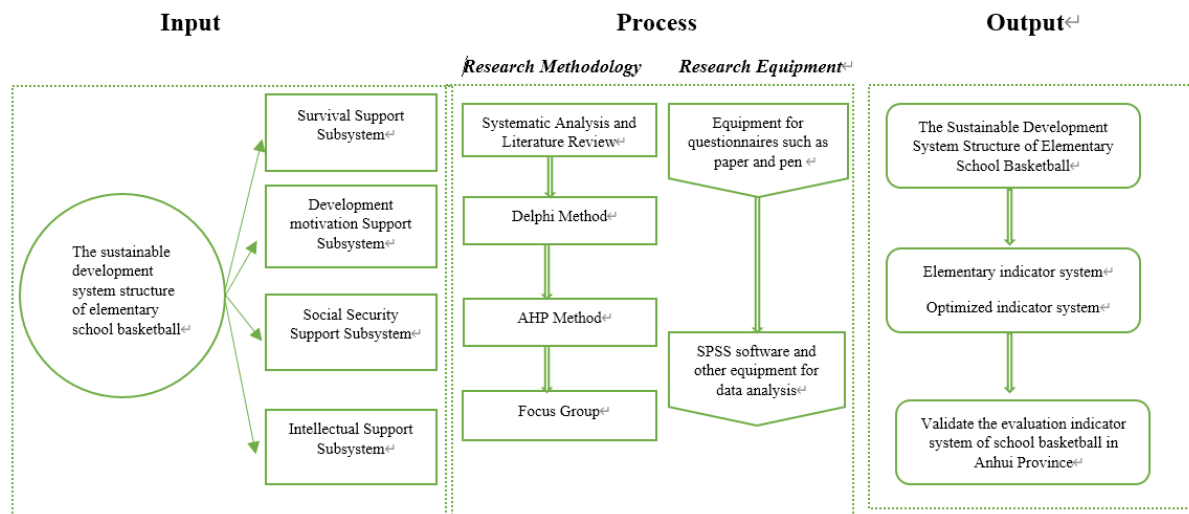 Input
Process
Output
Research Methodology
Research Equipment
The sustainable
development
system structure
of elementary
school basketball
Survival Support
Subsystem
Development
motivation Support
Subsystem
Social Security
Support Subsystem
Intellectual Support
Subsystem
Systematic Analysis and
Literature Review
Delphi Method
AHP Method
Focus Group
Equipment for
questionnaires such as
paper and pen
SPSS software and
other equipment for
data analysis
The Sustainable Development
System Structure of Elementary
School Basketball
Elementary indicator system
Optimized indicator system
Validate the evaluation indicator
system of school basketball in
Anhui Province